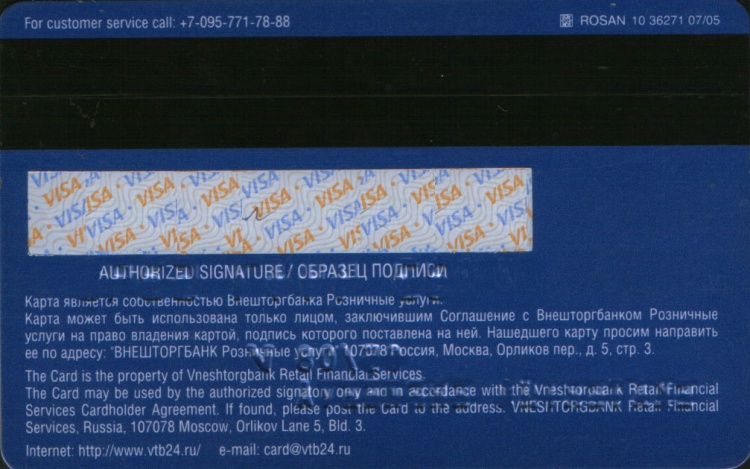 For customer service call: +7-095-771-78-88
ROSAN 10 36271 07/05
VISA VISA VISA VISA VISA VISA
AUTHORIZED SIGNATURE / ОБРАЗЕЦ ПОДПИСИ
Карта является собственностью Внешторгбанка Розничные услуги.
Карта может быть использована только лицом, заключившим Соглашение с Внешторгбанком Розничные
услуги на право владения картой, подпись которого поставлена на ней. Нашедшего карту просим направить
ее по адресу: "ВНЕШТОРГБАНК Розничные услуги", 107078 Россия, Москва, Орликов пер., д. 5, стр. 3.
The Card is the property of Vneshtorgbank Retail Financial Services.
The Card may be used by the authorized signatory only and in accordance with the Vneshtorgbank Retail Financial
Services Cardholder Agreement. If found, please post the card to the address. VNESHTORGBANK Retail Financial
Services, Russia, 107078 Moscow, Orlikov Lane 5, Bld. 3.
Internet: http://www.vtb24.ru/ e-mail: card@vtb24.ru